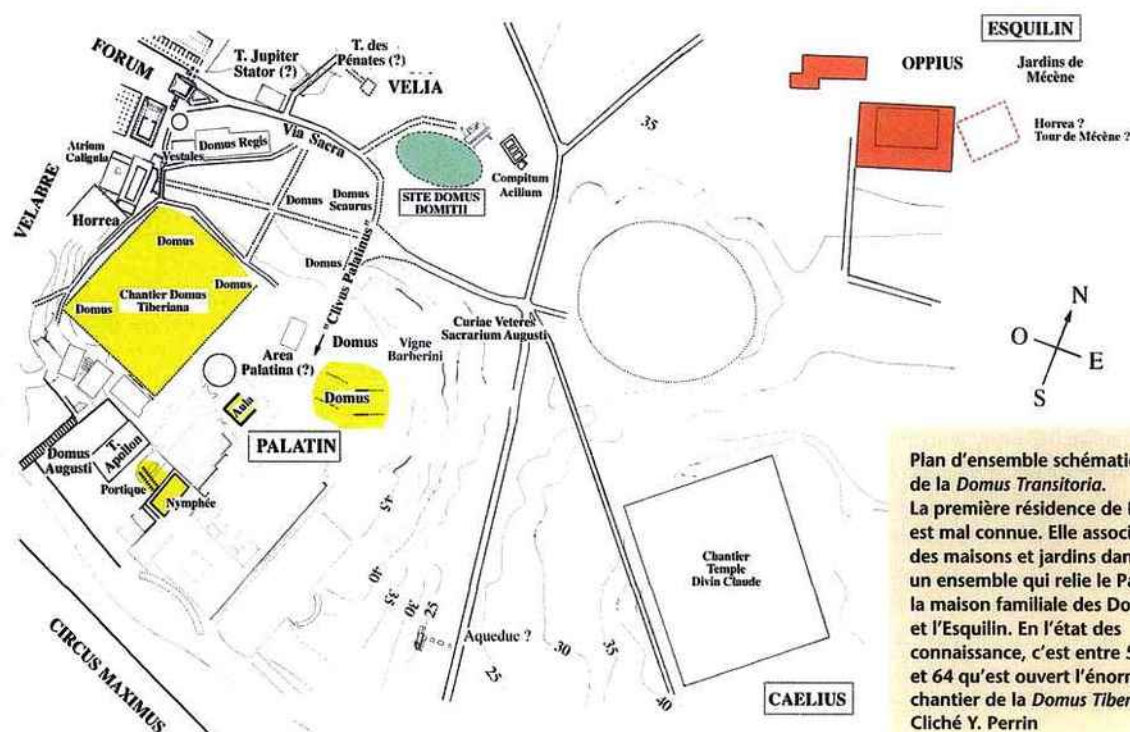 ESQUILIN
FORUM
T. Jupiter
Stator (?)
T. des
Pénates (?)
VELIA
OPPIUS
Jardins de
Mécène
Horrea ?
Tour de Mécène ?
35
Atrium
Caligula
Vestales
Domus Regis
Via Sacra
Compitum
Acilium
SITE DOMUS
DOMITII
VELABRE
Horrea
Domus
Domus
Scaurus
Domus
Domus
Domus
Domus
Chantier Domus
Tiberiana
"Clivus Palatinus"
Curiae Veteres
Sacrarium Augusti
Domus
Vigne
Barberini
Area
Palatina (?)
Domus
Aula
PALATIN
N
O
E
S
Domus
Augusti
T.
Apollon
Portique
Nymphée
45
40
35
30
25
Aqueduc ?
25
30
35
40
Chantier
Temple
Divin Claude
CAELIUS
CIRCUS MAXIMUS
Plan d'ensemble schématic
de la Domus Transitoria.
La première résidence de
est mal connue. Elle associ
des maisons et jardins dan
un ensemble qui relie le Pa
la maison familiale des Do
et l'Esquilin. En l'état des
connaissance, c'est entre
et 64 qu'est ouvert l'énorm
chantier de la Domus Tiber
Cliché Y. Perrin